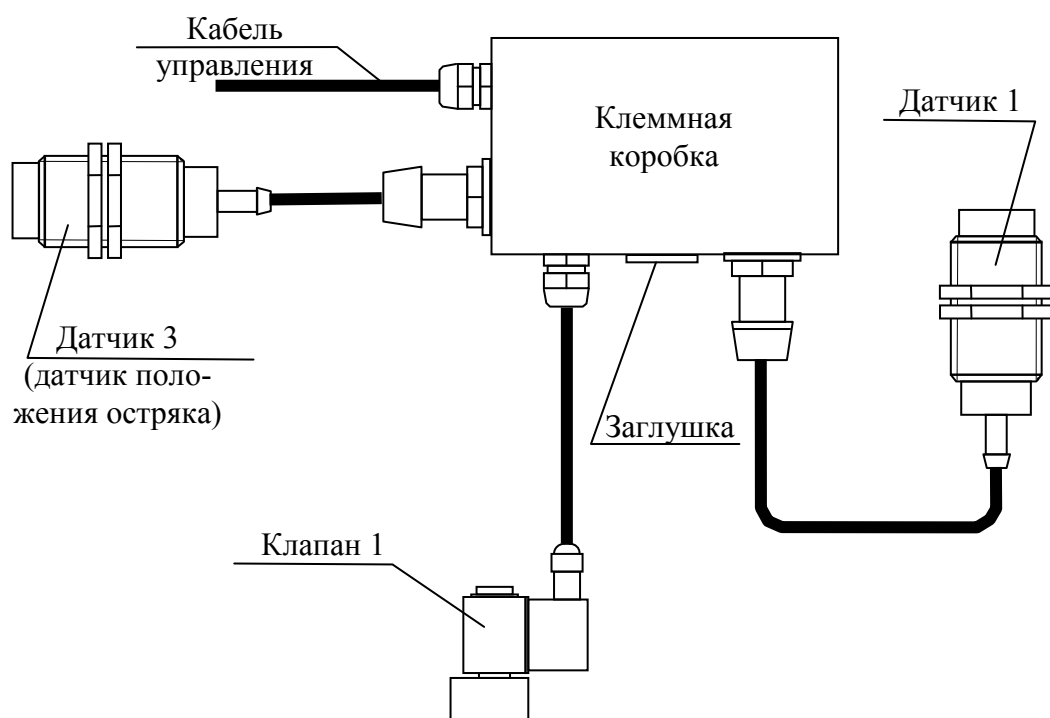 Кабель
управления
Клеммная
коробка
Датчик 1
Датчик 3
(датчик поло-
жения остряка)
Заглушка
Клапан 1